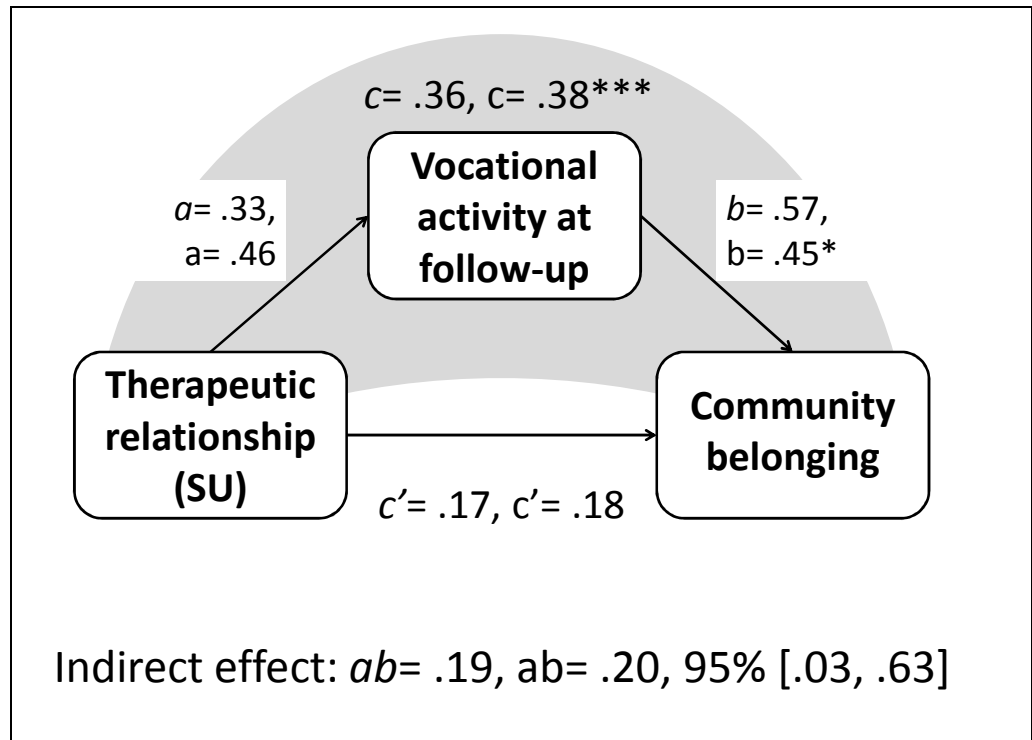 c= .36, c= .38***
Vocational
activity at
follow-up
a= .33,
a= .46
b= .57,
b= .45*
Therapeutic
relationship
(SU)
Community
belonging
c’= .17, c’= .18
Indirect effect: ab= .19, ab= .20, 95% [.03, .63]